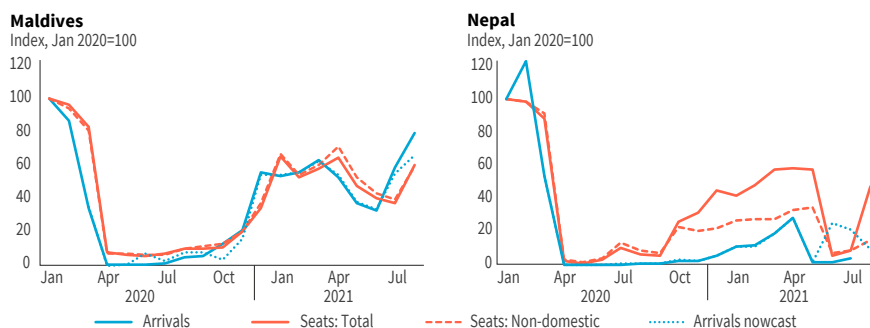 Maldives
Index, Jan 2020=100
120
100
80
60
40
20
0
Jan Apr Jul Oct Jan Apr Jul
2020 2021
Nepal
Index, Jan 2020=100
120
100
80
60
40
20
0
Jan Apr Jul Oct Jan Apr Jul
2020 2021
Arrivals Seats: Total Seats: Non-domestic Arrivals nowcast